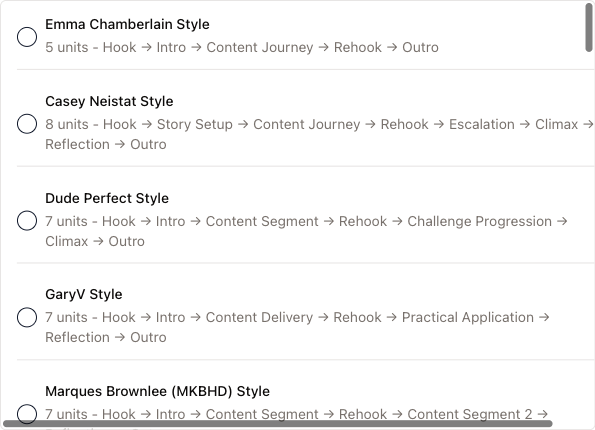 Emma Chamberlain Style
5 units - Hook → Intro → Content Journey → Rehook → Outro
Casey Neistat Style
8 units - Hook → Story Setup → Content Journey → Rehook → Escalation → Climax →
Reflection → Outro
Dude Perfect Style
7 units - Hook → Intro → Content Segment → Rehook → Challenge Progression →
Climax → Outro
GaryV Style
7 units - Hook → Intro → Content Delivery → Rehook → Practical Application →
Reflection → Outro
Marques Brownlee (MKBHD) Style
7 units - Hook → Intro → Content Segment → Rehook → Content Segment 2 →